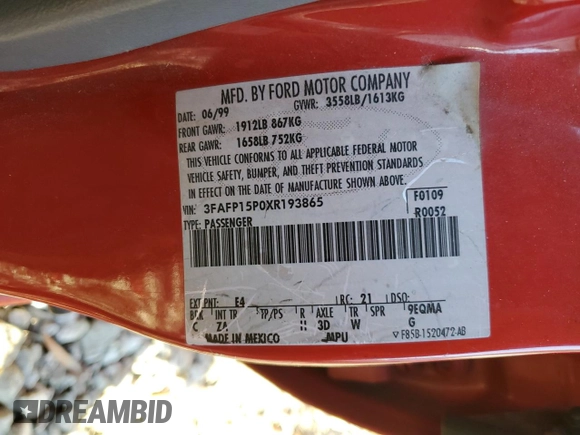 MFD. BY FORD MOTOR COMPANY
DATE: 06/99 GVWR: 3558LB/1613KG
FRONT GAWR: 1912LB 867KG
REAR GAWR: 1658LB 752KG
THIS VEHICLE CONFORMS TO ALL APPLICABLE FEDERAL MOTOR
VEHICLE SAFETY, BUMPER, AND THEFT PREVENTION STANDARDS
IN EFFECT ON THE DATE OF MANUFACTURE SHOWN ABOVE.
VIN: 3FAFP15P0XR193865 F0109
TYPE: PASSENGER R0052
EXT PNT: E4 RC: 21 DSO:
BRK INT TR TP/PS R AXLE TR SPR 9EQMA
C ZA H 3D W G
MADE IN MEXICO MPU F85B-1520472-AB
DREAMBID